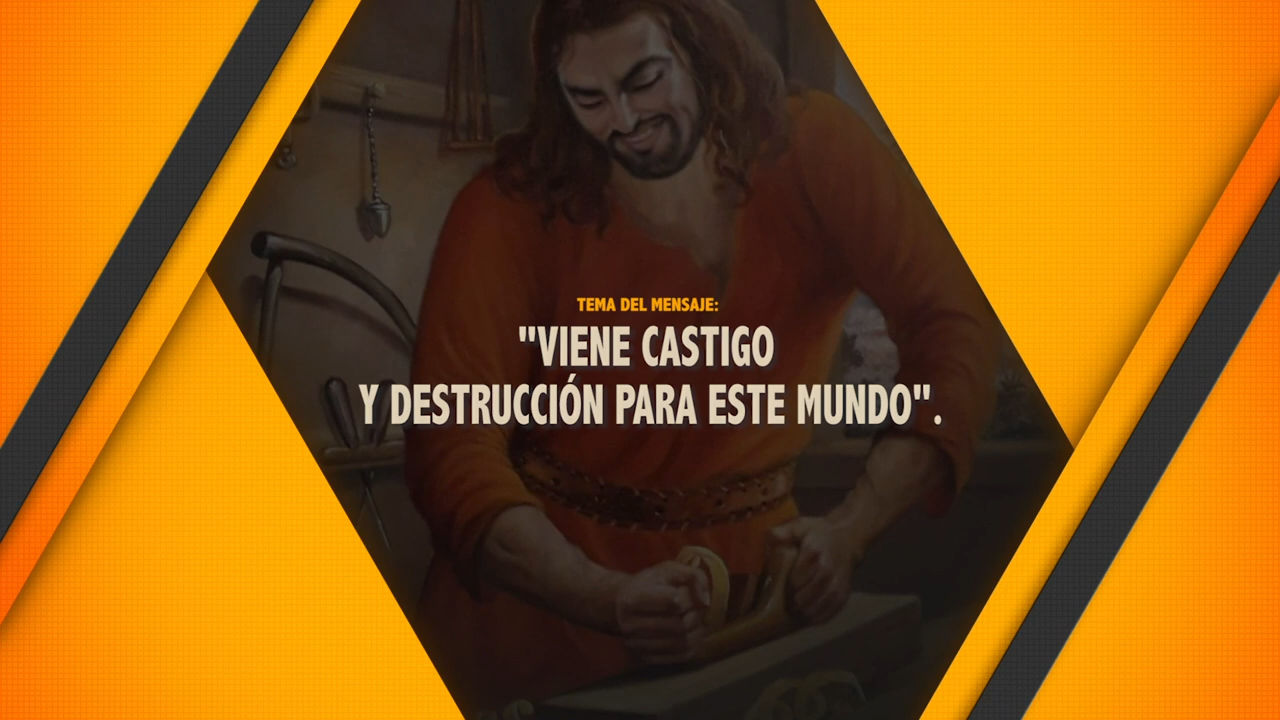 TEMA DEL MENSAJE:
"VIENE CASTIGO
Y DESTRUCCIÓN PARA ESTE MUNDO".